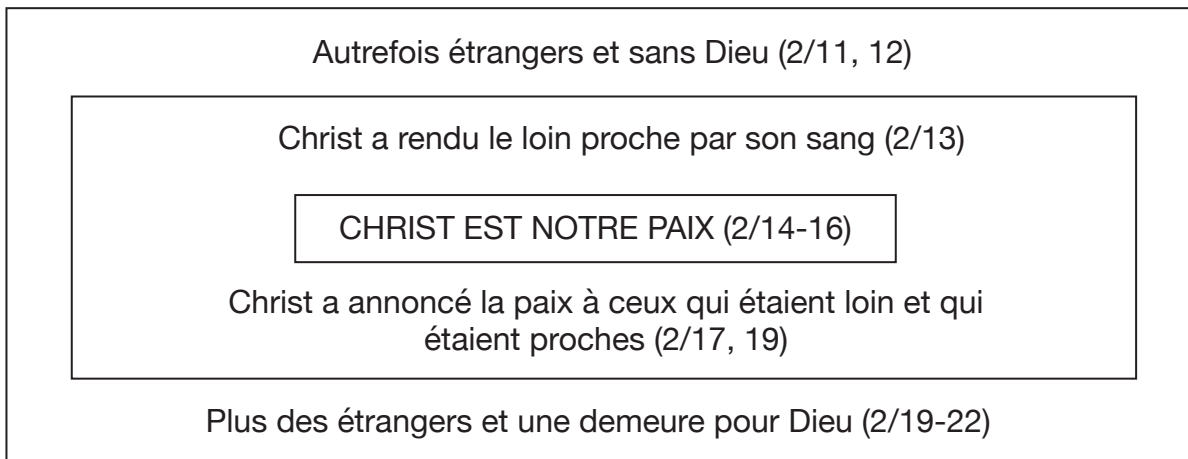 Autrefois étrangers et sans Dieu (2/11, 12)
Christ a rendu le loin proche par son sang (2/13)
CHRIST EST NOTRE PAIX (2/14-16)
Christ a annoncé la paix à ceux qui étaient loin et qui
étaient proches (2/17, 19)
Plus des étrangers et une demeure pour Dieu (2/19-22)